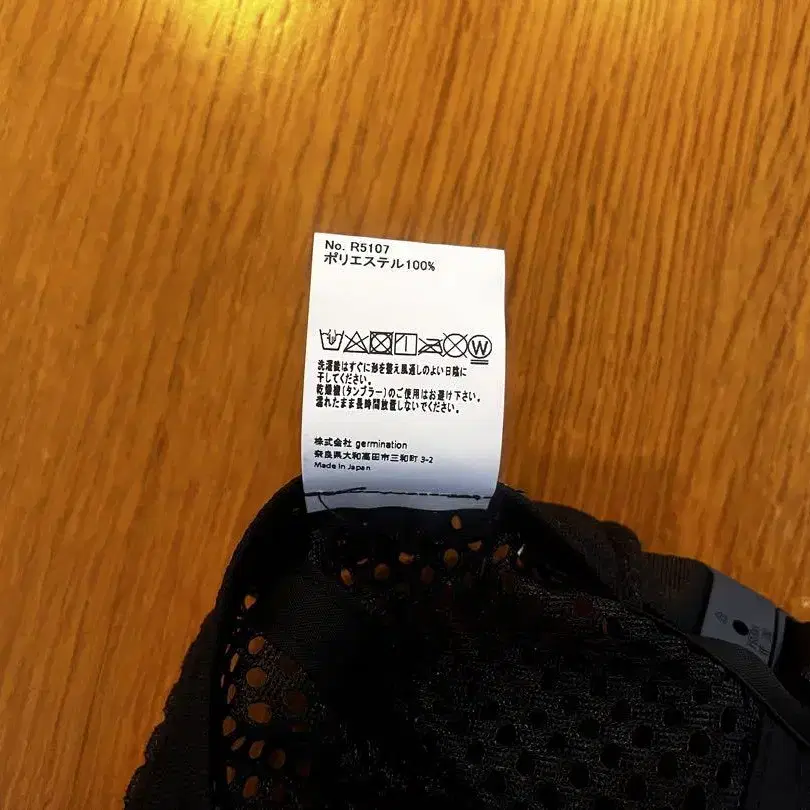 No. R5107
ポリエステル100%
W
洗濯後はすぐに形を整え風通しのよい日陰に
干してください。
乾燥機(タンブラー)のご使用はお避け下さい。
濡れたまま長時間放置しないでください。
株式会社 germination
奈良県大和高田市三和町 3-2
Made in Japan